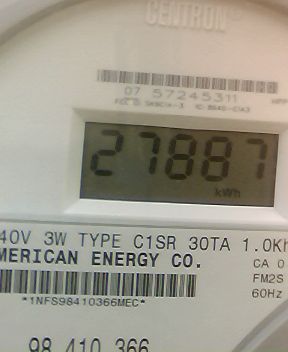 CENTRON®
07 57245311
27887
kWh
40V 3W TYPE C1SR 30TA 1.0Kh
MERICAN ENERGY CO.
CA 0
FM2S
60Hz
*1NFS98410366MEC*
98 410 366